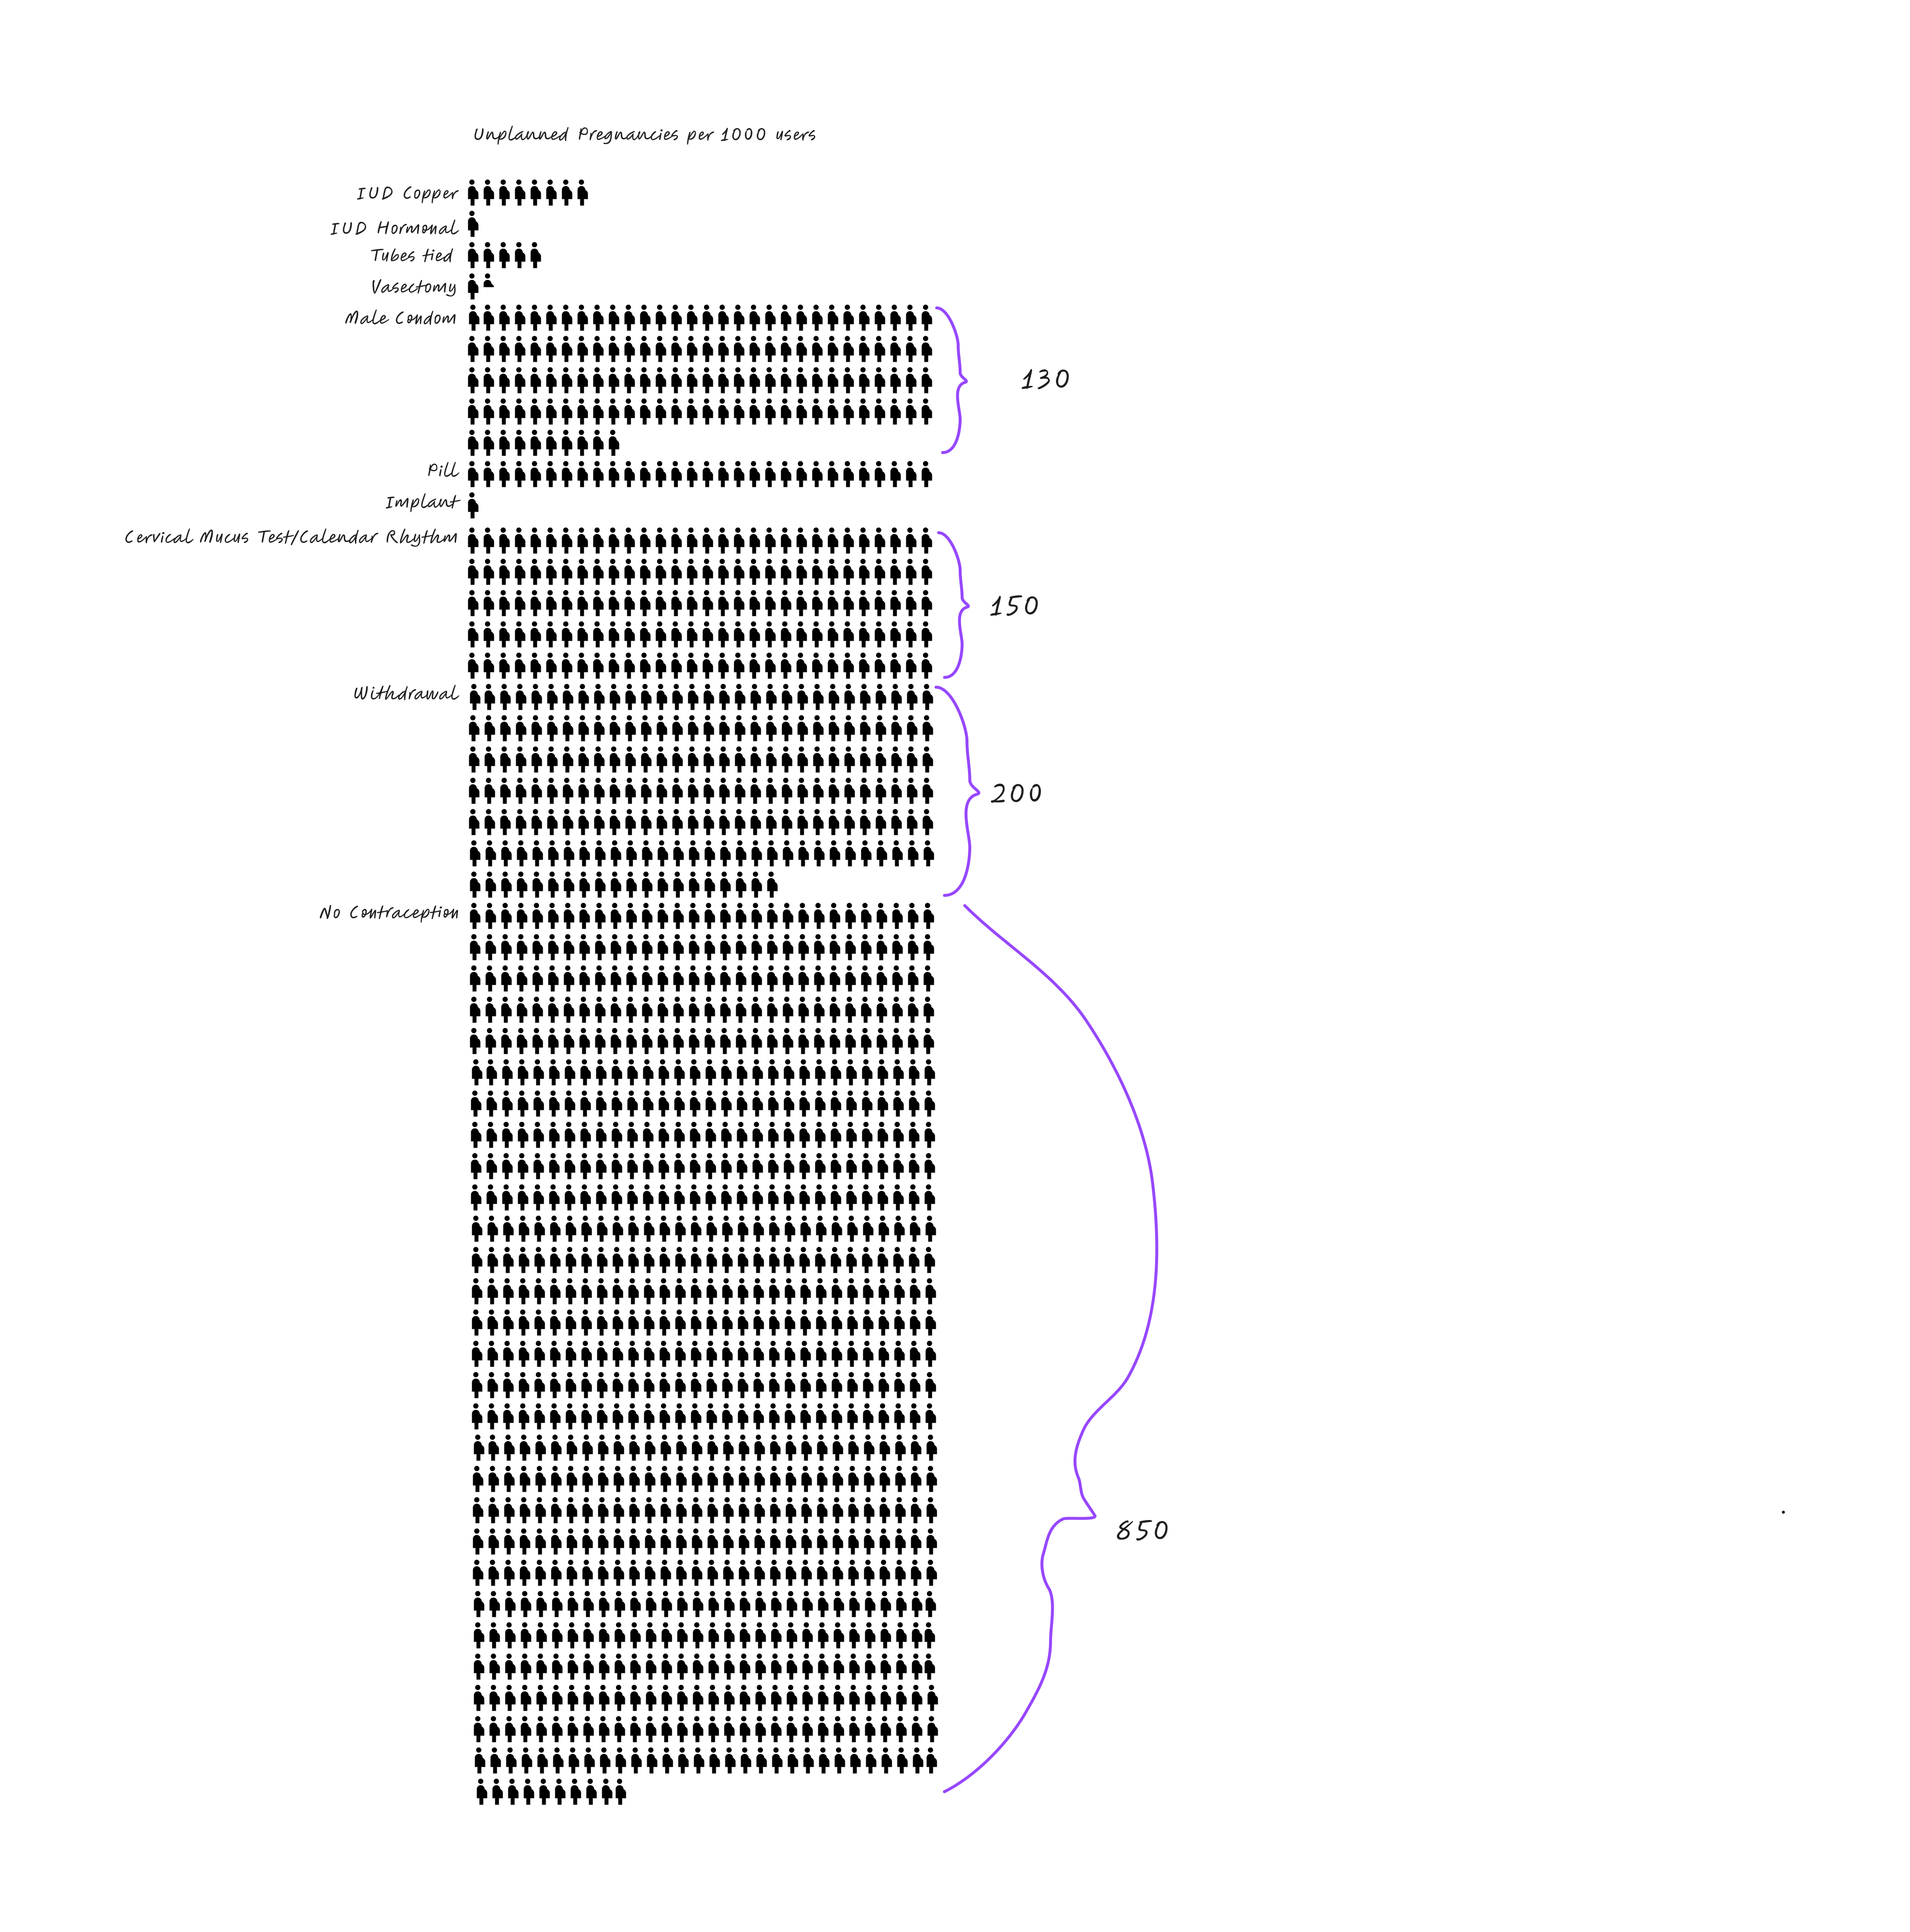 Unplanned Pregnancies per 1000 users
IUD Copper
IUD Hormonal
Tubes tied
Vasectomy
Male Condom
130
Pill
Implant
Cervical Mucus Test/Calendar Rhythm
150
Withdrawal
200
No Contraception
850